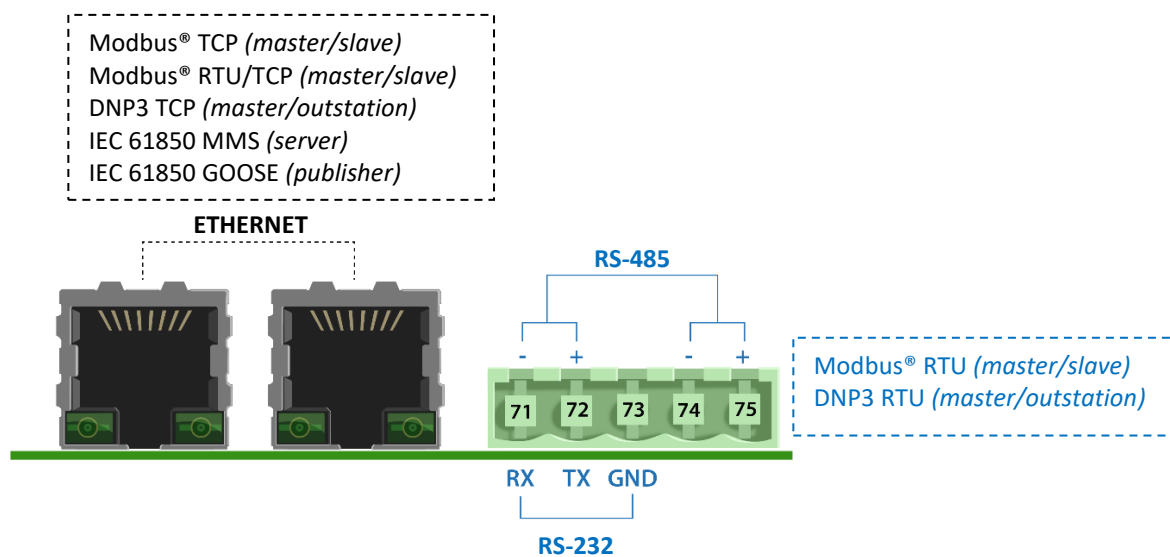 Modbus® TCP (master/slave)
Modbus® RTU/TCP (master/slave)
DNP3 TCP (master/outstation)
IEC 61850 MMS (server)
IEC 61850 GOOSE (publisher)
ETHERNET
RS-485
- + - +
Modbus® RTU (master/slave)
DNP3 RTU (master/outstation)
71 72 73 74 75
RX TX GND
RS-232